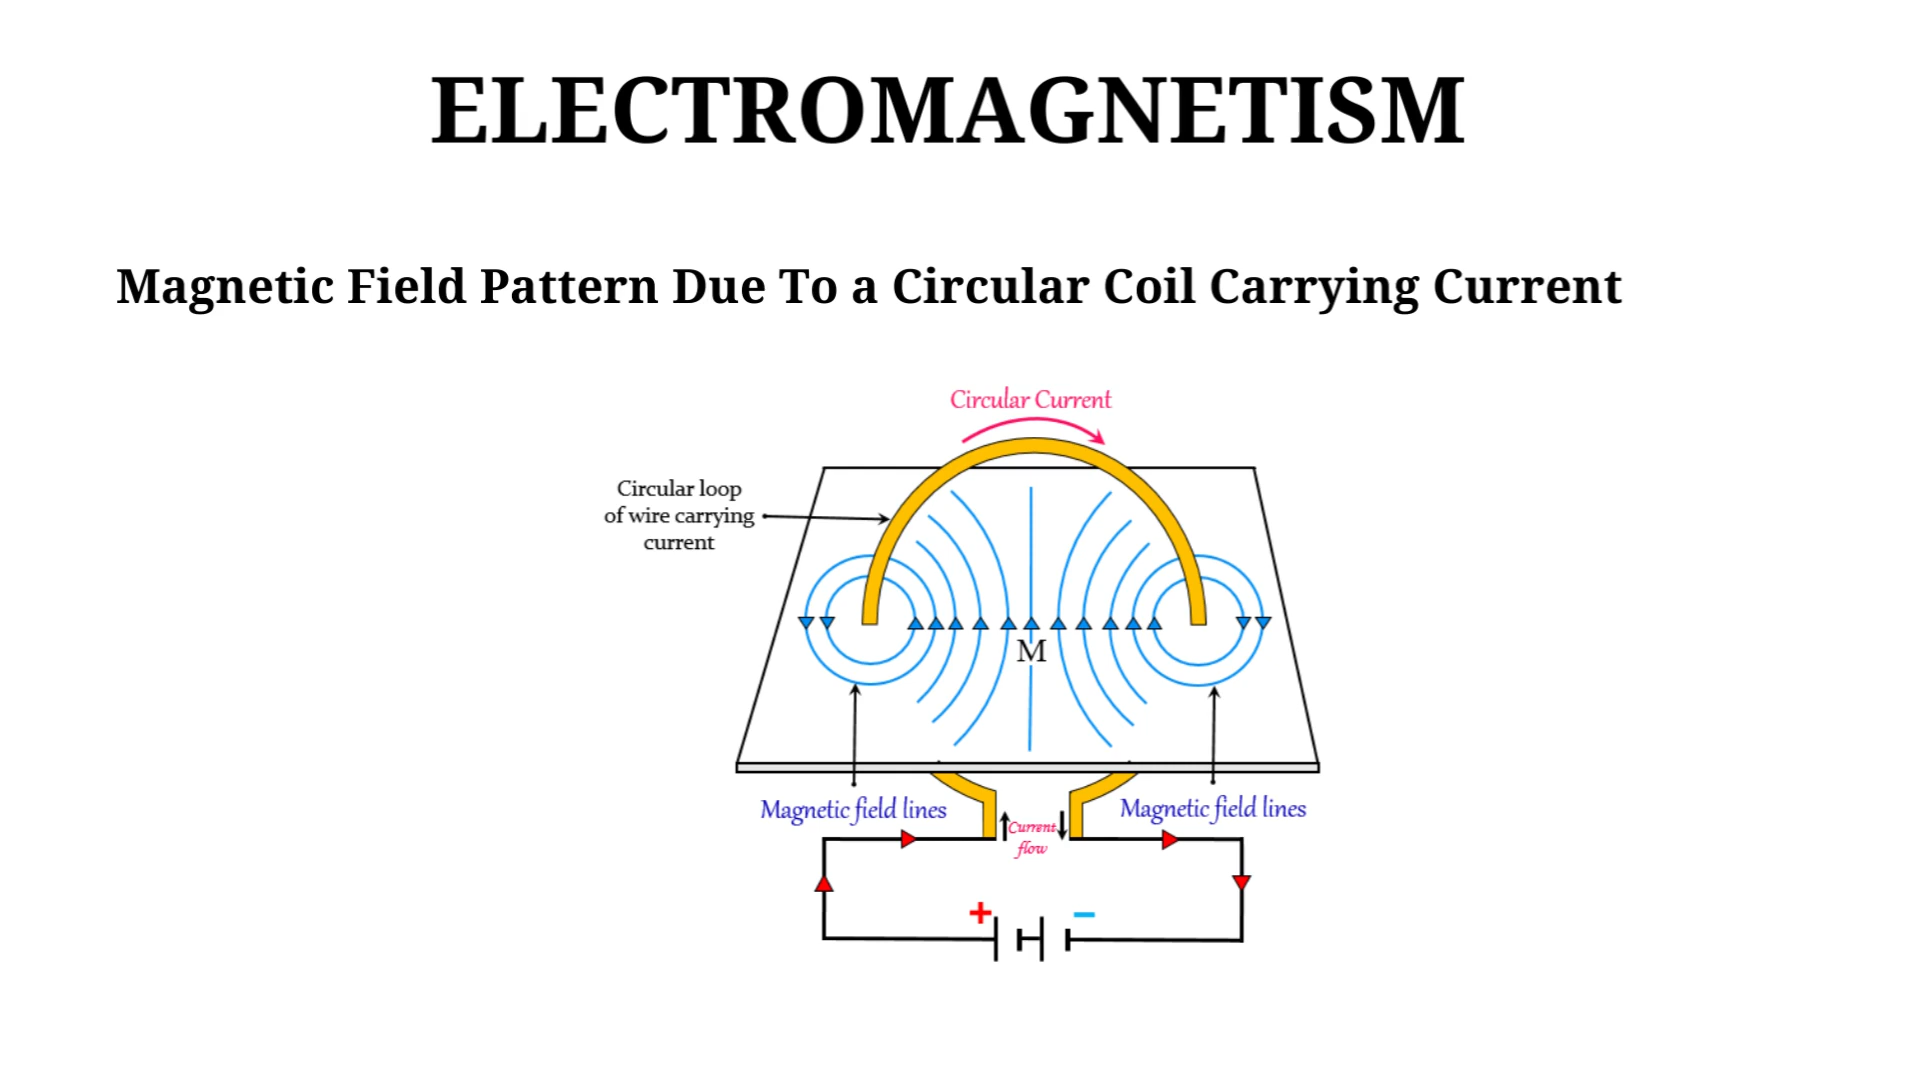 ELECTROMAGNETISM
Magnetic Field Pattern Due To a Circular Coil Carrying Current
Circular Current
Circular loop
of wire carrying
current
M
Magnetic field lines
Magnetic field lines
Current
flow
+
−